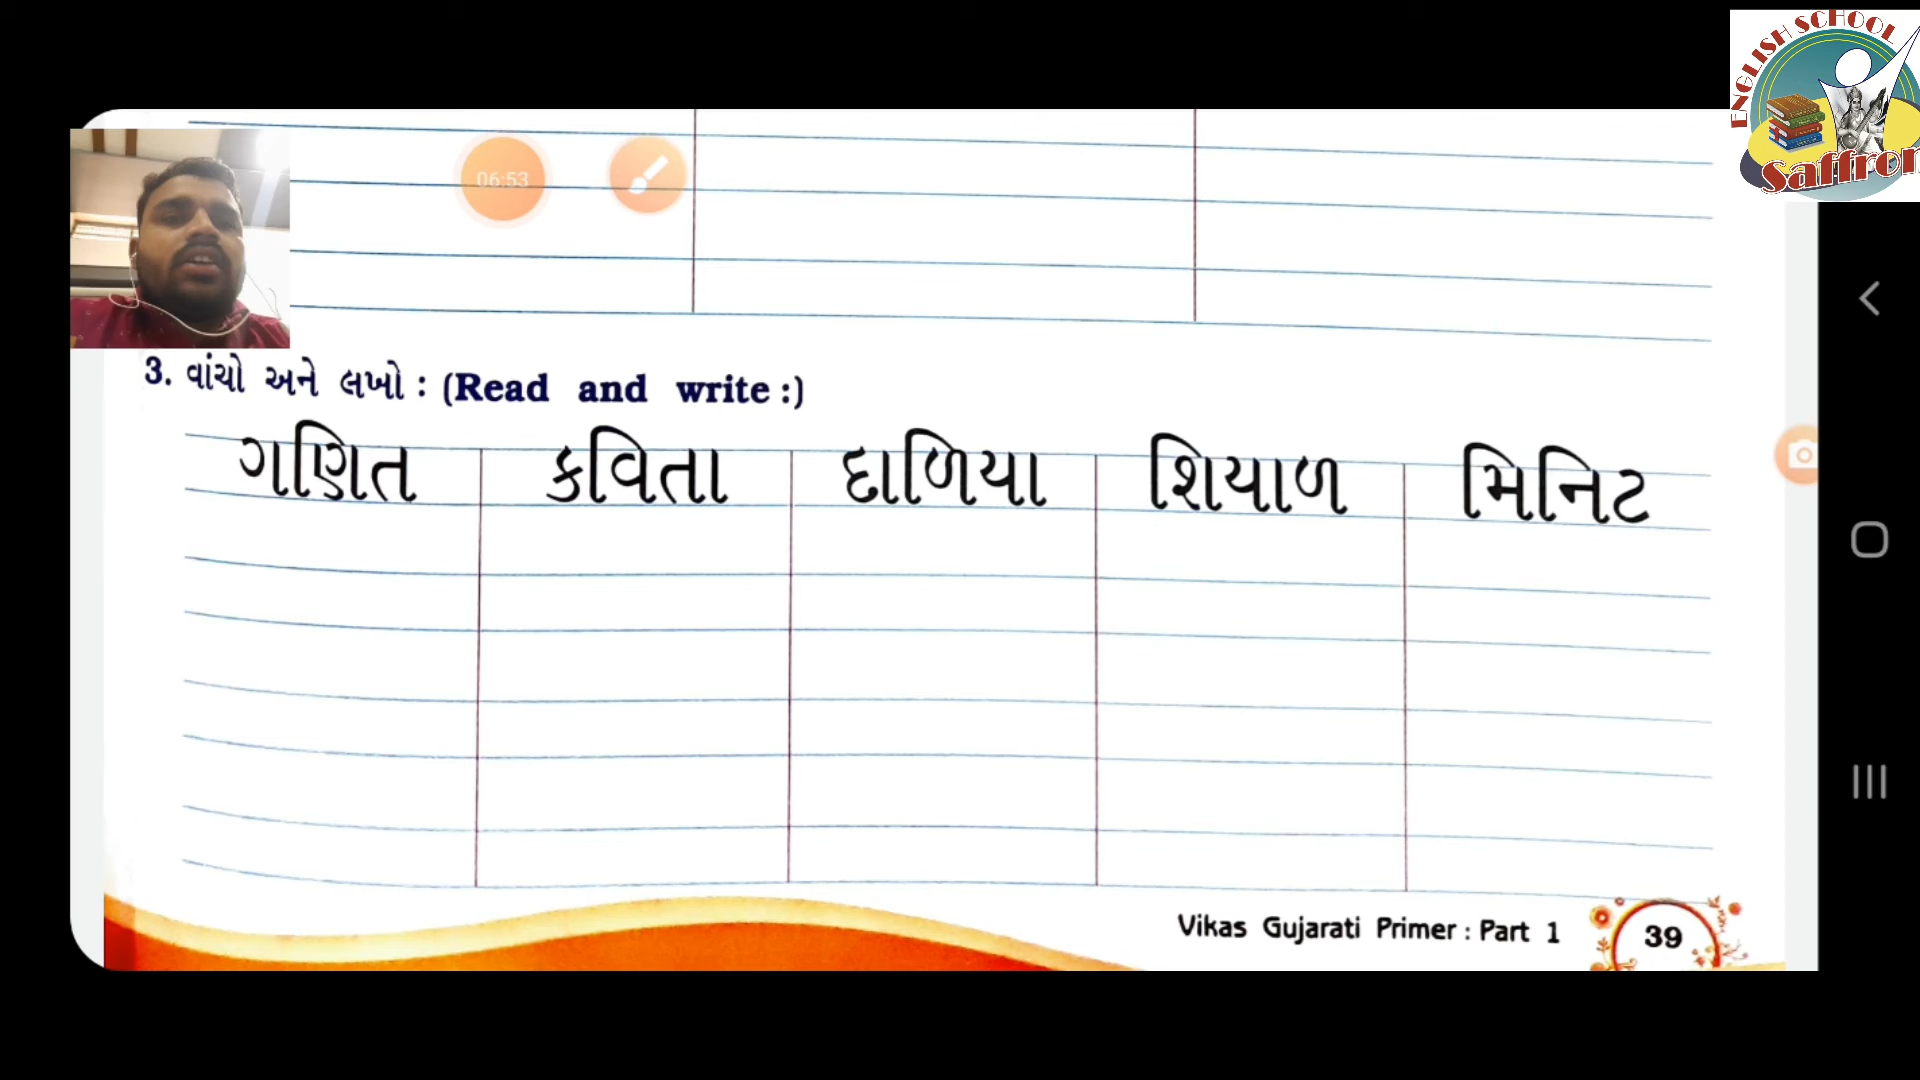 ENGLISH SCHOOL
Saffron
06:53
3. વાંચો અને લખો : (Read and write :)
ગણિત કવિતા દાળિયા શિયાળ મિનિટ
Vikas Gujarati Primer : Part 1 39